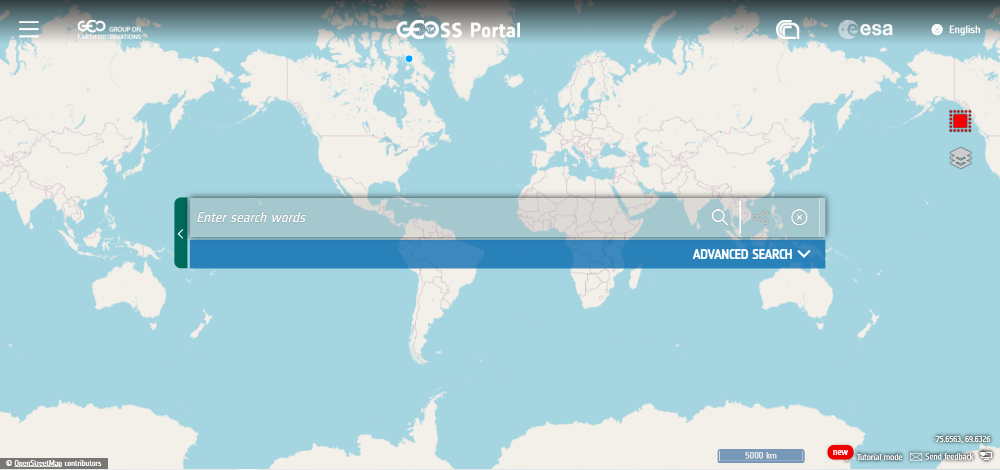 GEO GROUP ON
EARTH OBSERVATIONS
GEOSS Portal
esa
English
Enter search words
ADVANCED SEARCH
-75.6563, 69.6326
5000 km
new
Tutorial mode
Send feedback
© OpenStreetMap contributors